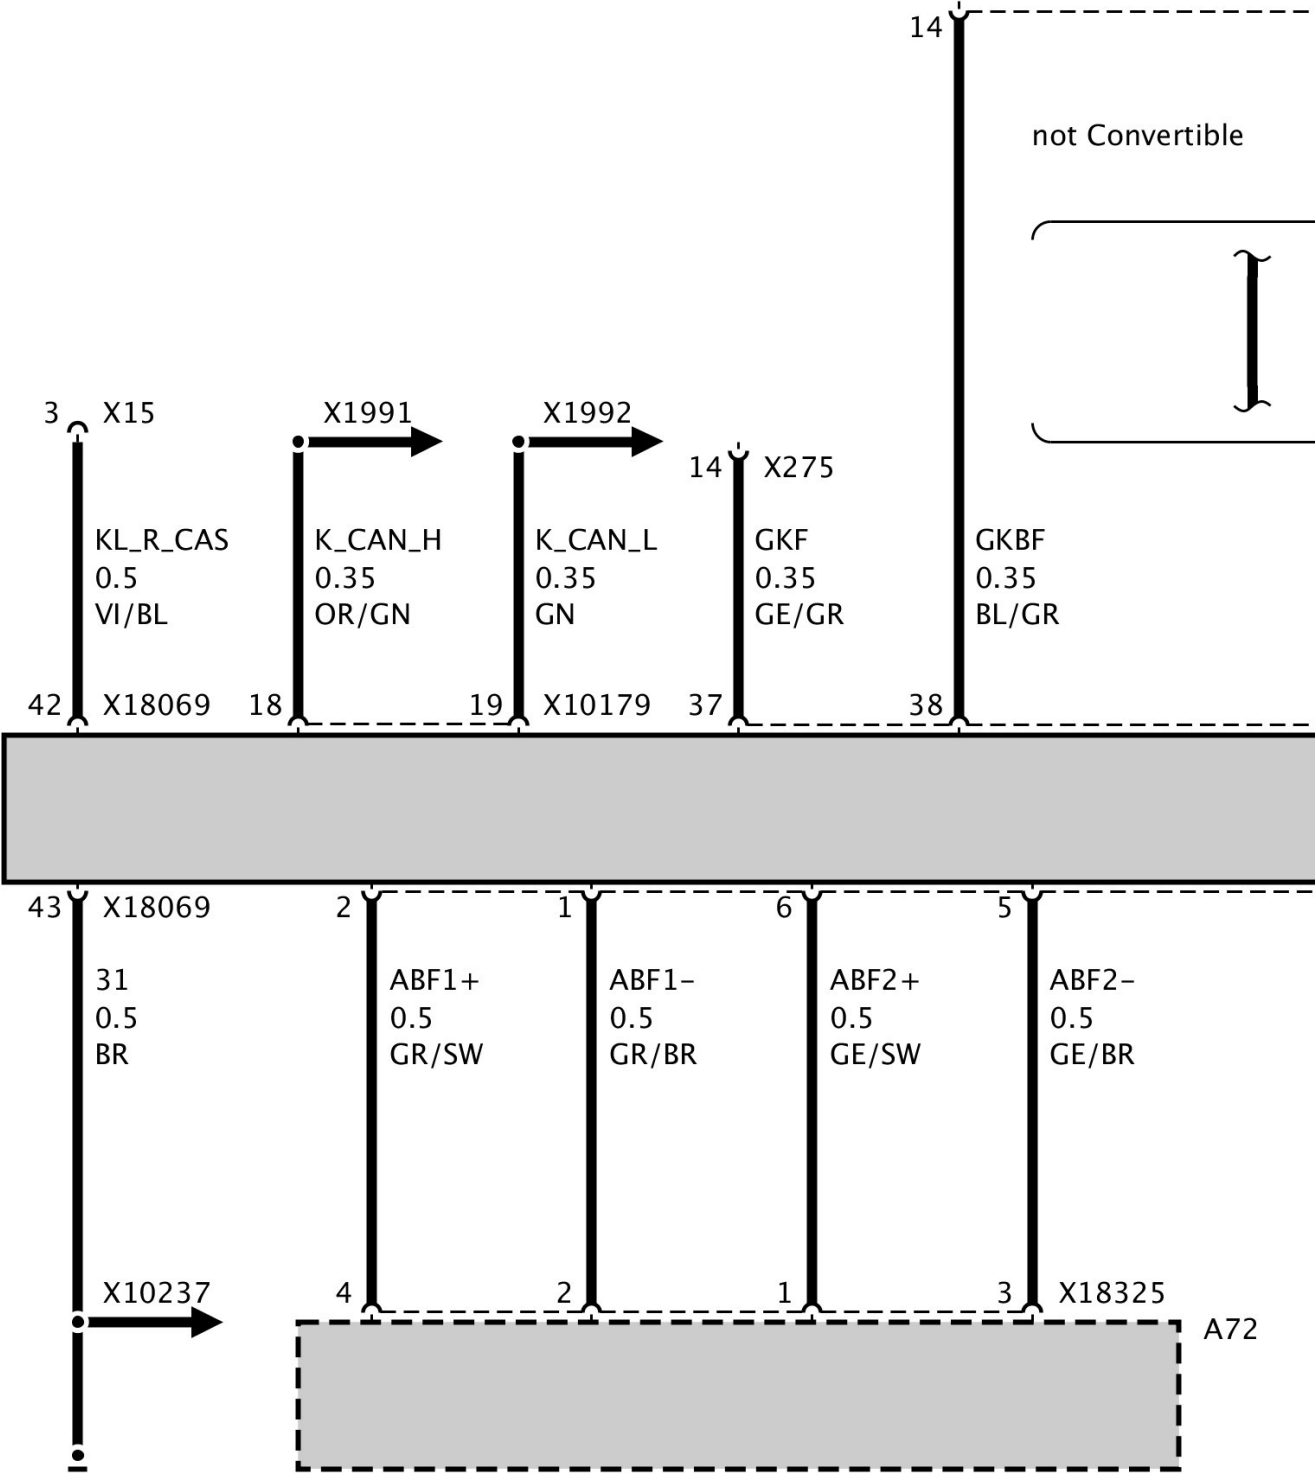 14
not Convertible
3 X15
X1991
X1992
14 X275
KL_R_CAS
0.5
VI/BL
K_CAN_H
0.35
OR/GN
K_CAN_L
0.35
GN
GKF
0.35
GE/GR
GKBF
0.35
BL/GR
42 X18069
18
19 X10179
37
38
43 X18069
2
1
6
5
31
0.5
BR
ABF1+
0.5
GR/SW
ABF1-
0.5
GR/BR
ABF2+
0.5
GE/SW
ABF2-
0.5
GE/BR
X10237
4
2
1
3 X18325
A72